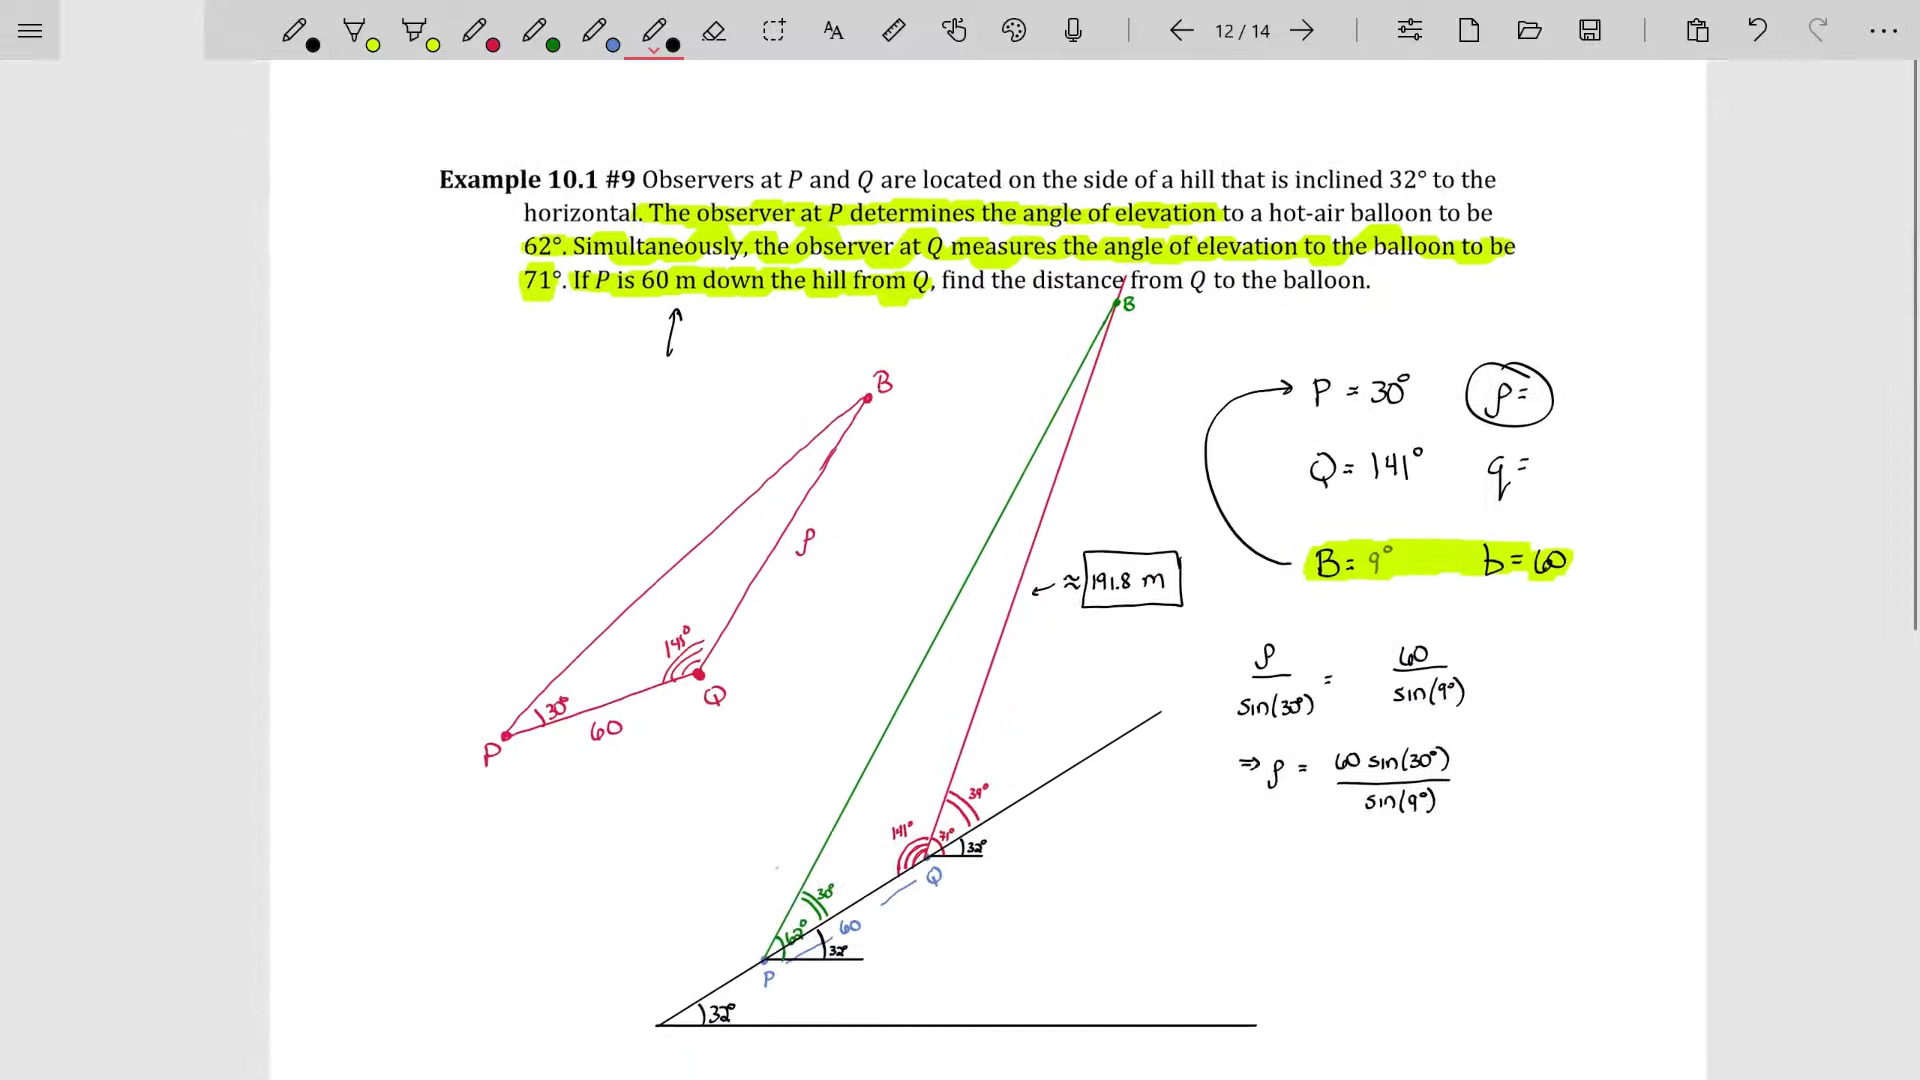 12 / 14
Example 10.1 #9 Observers at P and Q are located on the side of a hill that is inclined 32° to the
horizontal. The observer at P determines the angle of elevation to a hot-air balloon to be
62°. Simultaneously, the observer at Q measures the angle of elevation to the balloon to be
71°. If P is 60 m down the hill from Q, find the distance from Q to the balloon.
B
B
P = 30° p =
Q = 141° q =
B = 9° b = 60
p
≈ 191.8 m
141°
Q
30°
60
P
p / sin(30°) = 60 / sin(9°)
⇒ p = 60 sin(30°) / sin(9°)
39°
141° 71°
32°
Q
30°
62°
60
32°
P
32°